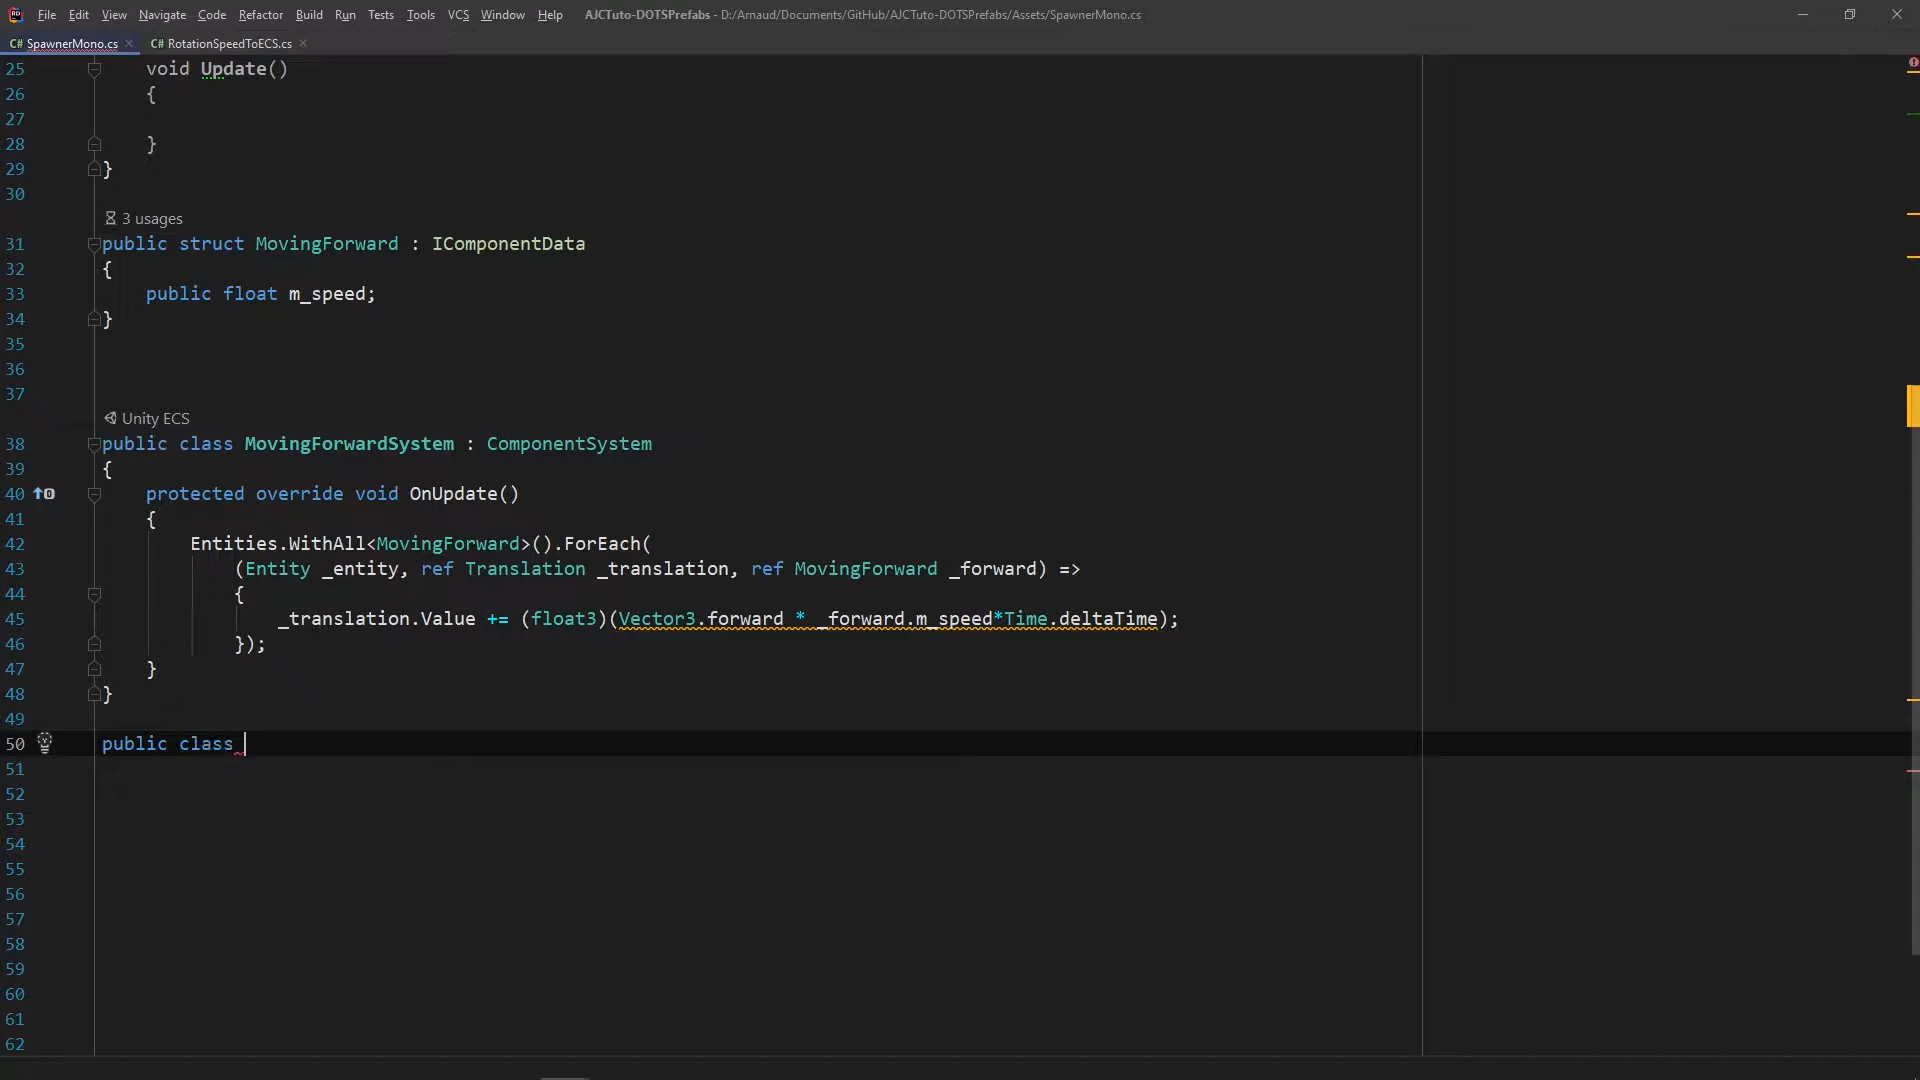 File Edit View Navigate Code Refactor Build Run Tests Tools VCS Window Help AJCTuto-DOTSPrefabs - D:/Arnaud/Documents/GitHub/AJCTuto-DOTSPrefabs/Assets/SpawnerMono.cs
C# SpawnerMono.cs × C# RotationSpeedToECS.cs ×
25 void Update()
26 {
27
28 }
29 }
30
3 usages
31 public struct MovingForward : IComponentData
32 {
33 public float m_speed;
34 }
35
36
37
Unity ECS
38 public class MovingForwardSystem : ComponentSystem
39 {
40 protected override void OnUpdate()
41 {
42 Entities.WithAll<MovingForward>().ForEach(
43 (Entity _entity, ref Translation _translation, ref MovingForward _forward) =>
44 {
45 _translation.Value += (float3)(Vector3.forward * _forward.m_speed*Time.deltaTime);
46 });
47 }
48 }
49
50 public class
51
52
53
54
55
56
57
58
59
60
61
62